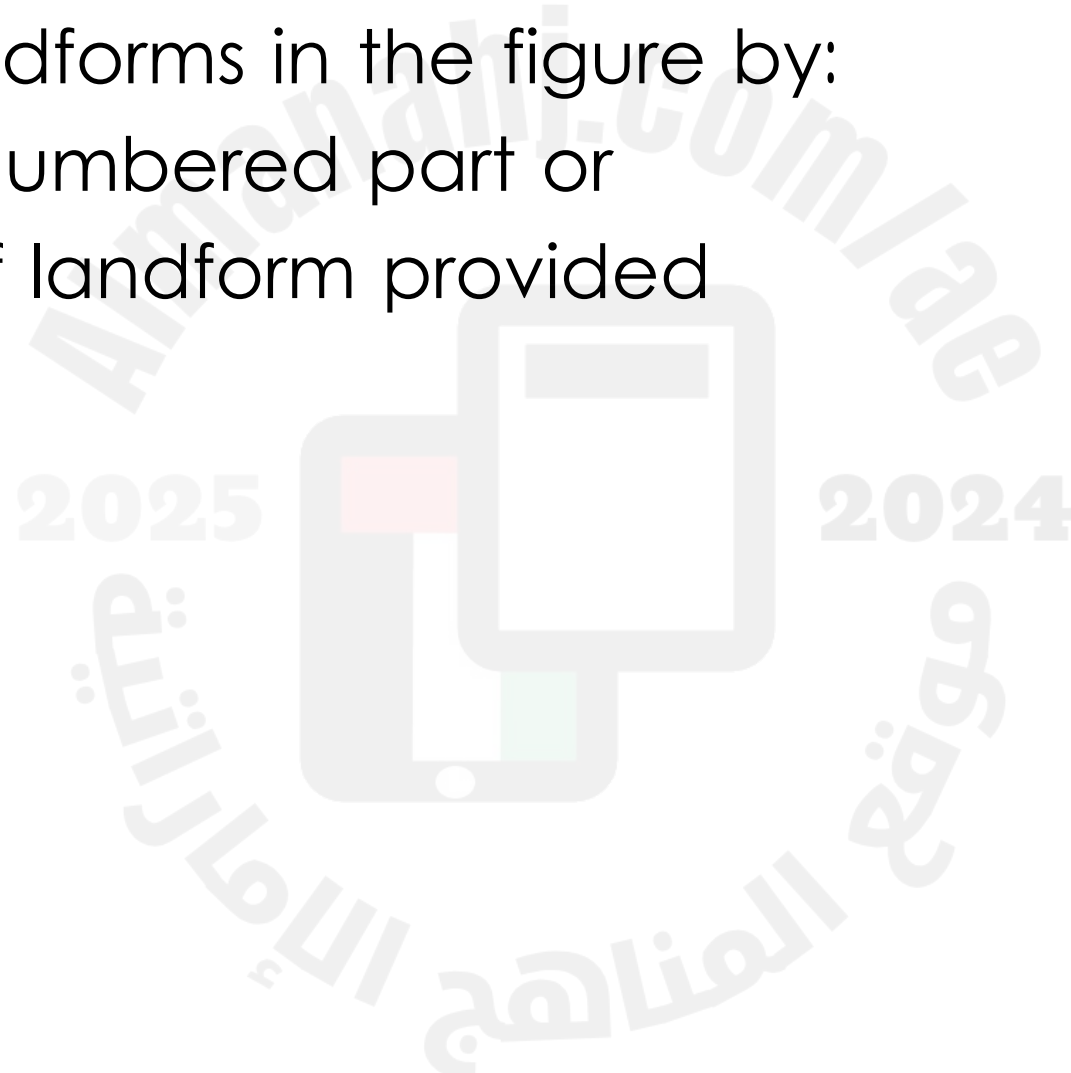 dforms in the figure by:
umbered part or
f landform provided
Almanahj.com/ae
2025
2024
موقع المناهج الإماراتية